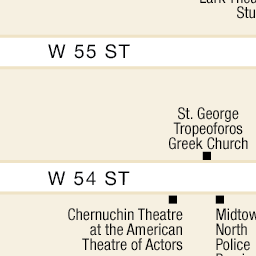 W 55 ST
St. George
Tropeoforos
Greek Church
W 54 ST
Chernuchin Theatre
at the American
Theatre of Actors
North
Police